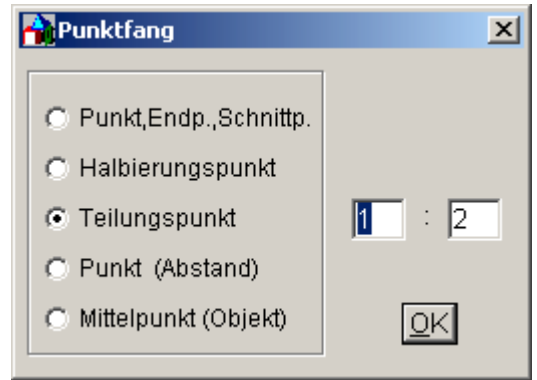 Punktfang
Punkt,Endp.,Schnittp.
Halbierungspunkt
Teilungspunkt 1 : 2
Punkt (Abstand)
Mittelpunkt (Objekt) OK